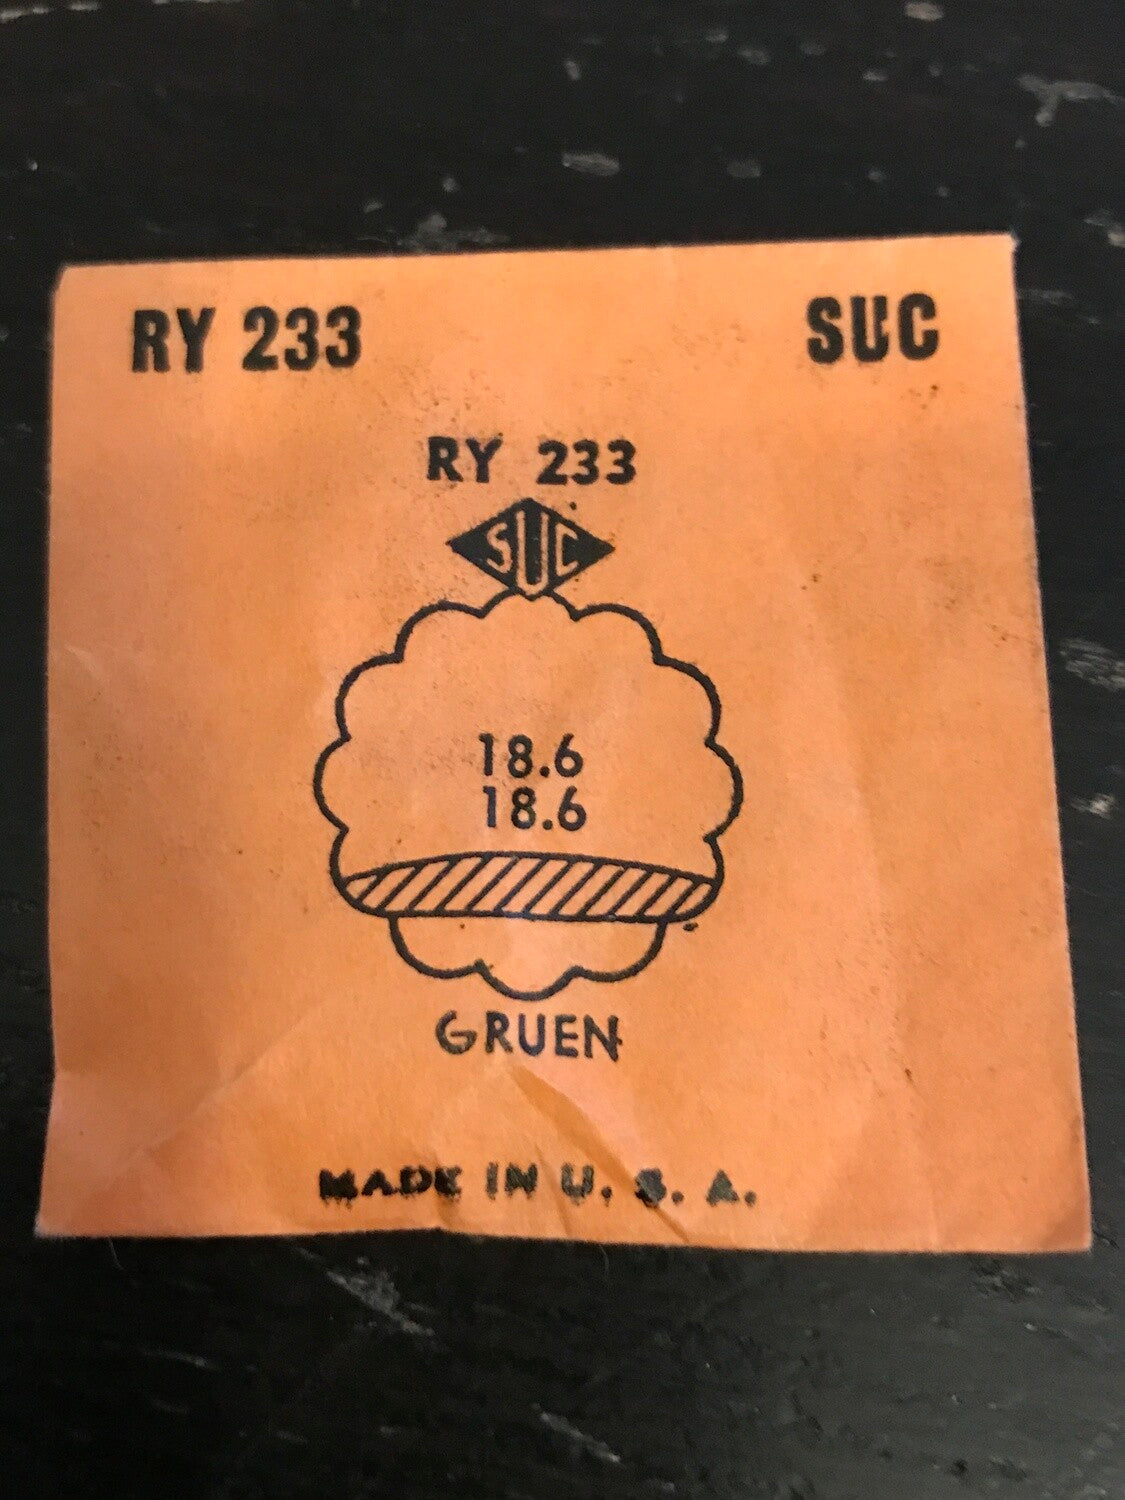 RY 233 SUC
RY 233
SUC
18.6
18.6
GRUEN
MADE IN U. S. A.